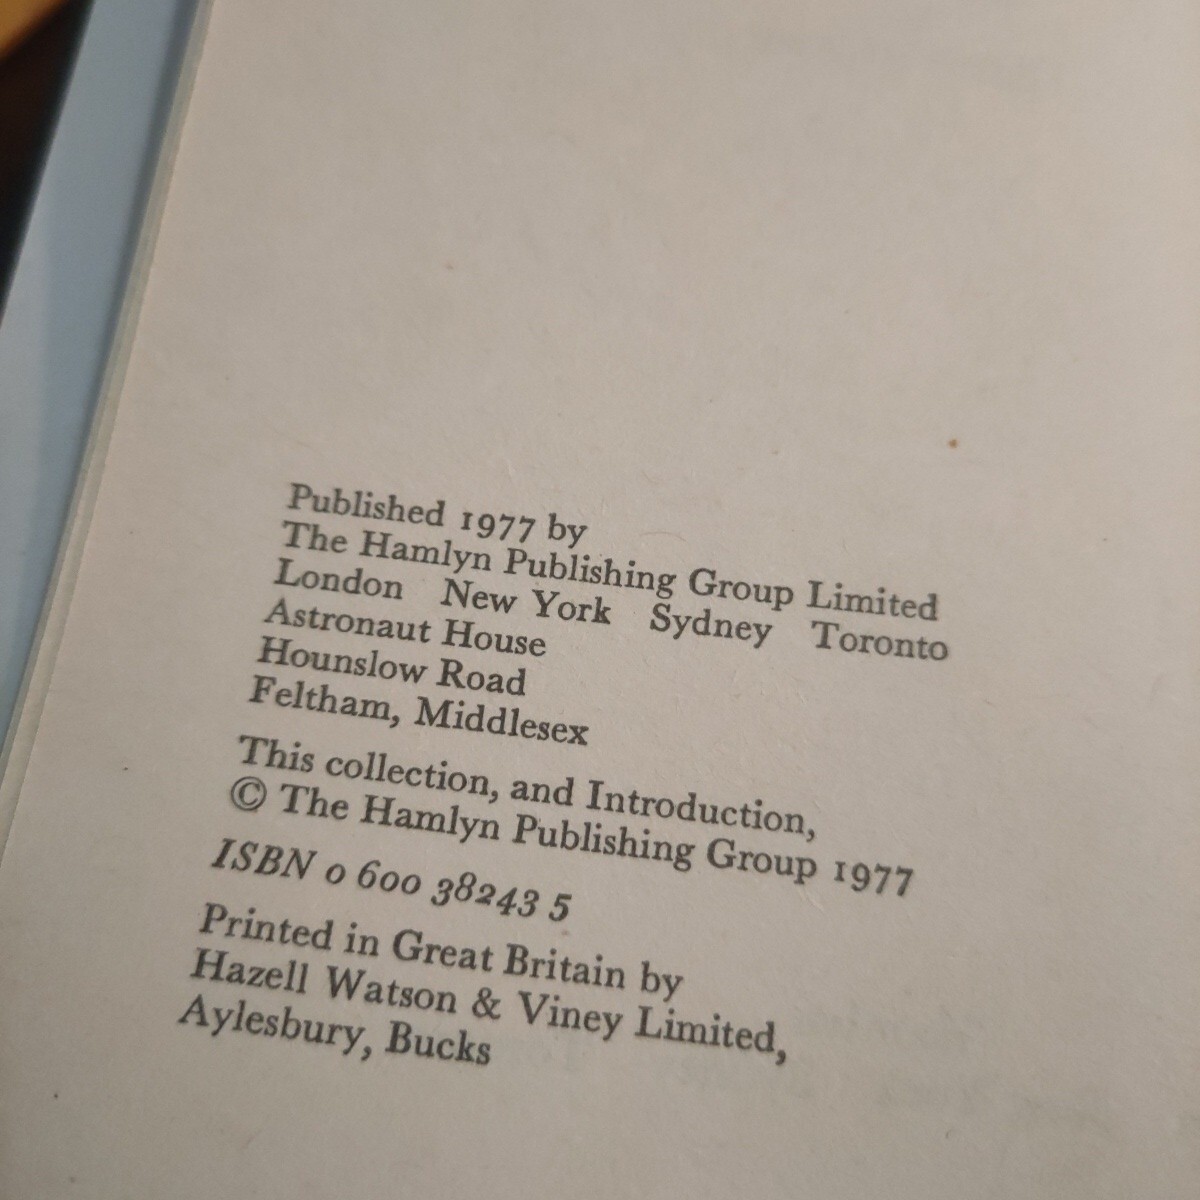 Published 1977 by
The Hamlyn Publishing Group Limited
London New York Sydney Toronto
Astronaut House
Hounslow Road
Feltham, Middlesex
This collection, and Introduction,
© The Hamlyn Publishing Group 1977
ISBN 0 600 38243 5
Printed in Great Britain by
Hazell Watson & Viney Limited,
Aylesbury, Bucks